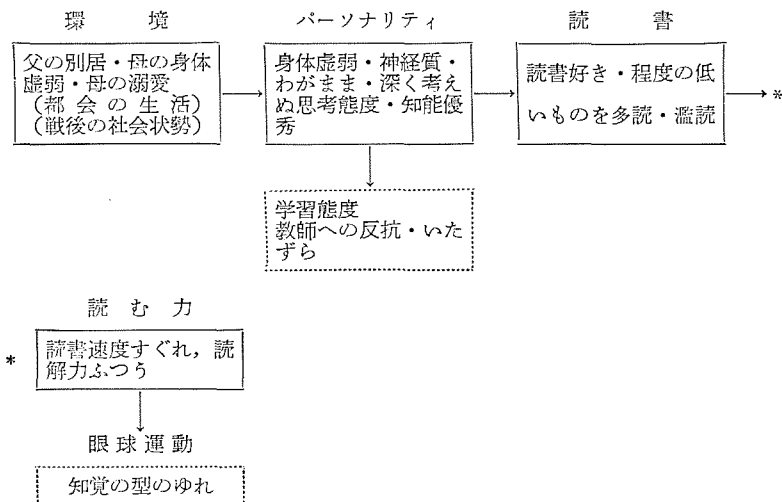 環境
父の別居・母の身体
虚弱・母の溺愛
（都会の生活）
（戦後の社会状勢）
パーソナリティ
身体虚弱・神経質・
わがまま・深く考え
ぬ思考態度・知能優
秀
読書
読書好き・程度の低
いものを多読・濫読
*
学習態度
教師への反抗・いた
ずら
読む力
*
読書速度すぐれ，読
解力ふつう
眼球運動
知覚の型のゆれ